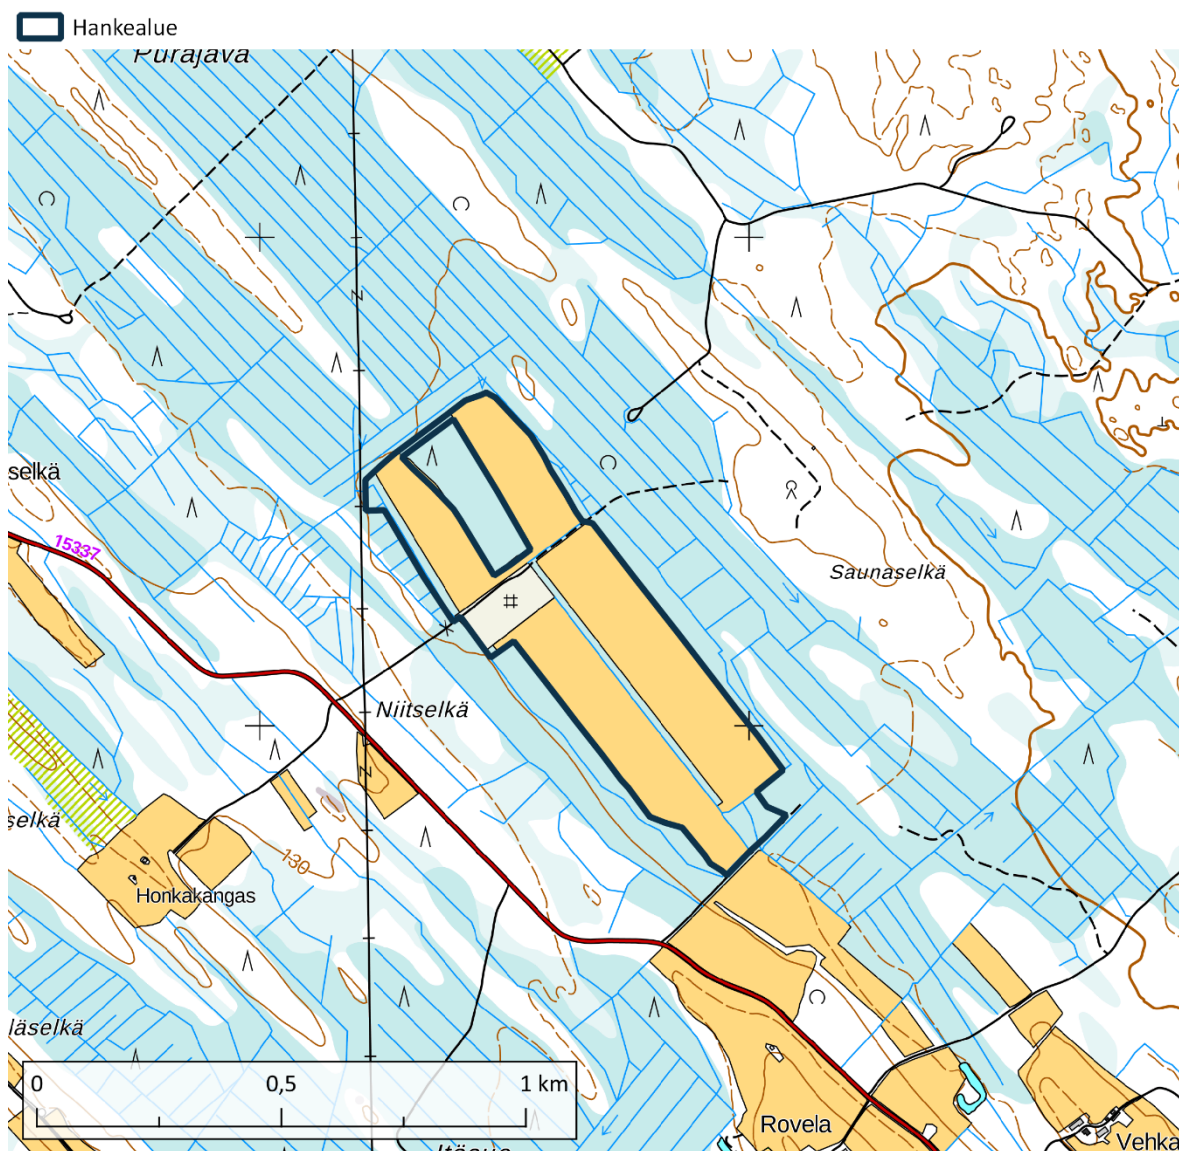 Hankealue
Purajava
selkä
15337
Saunaselkä
Niitselkä
selkä
130
Honkakangas
läselkä
0 0,5 1 km
Rovela
Vehka